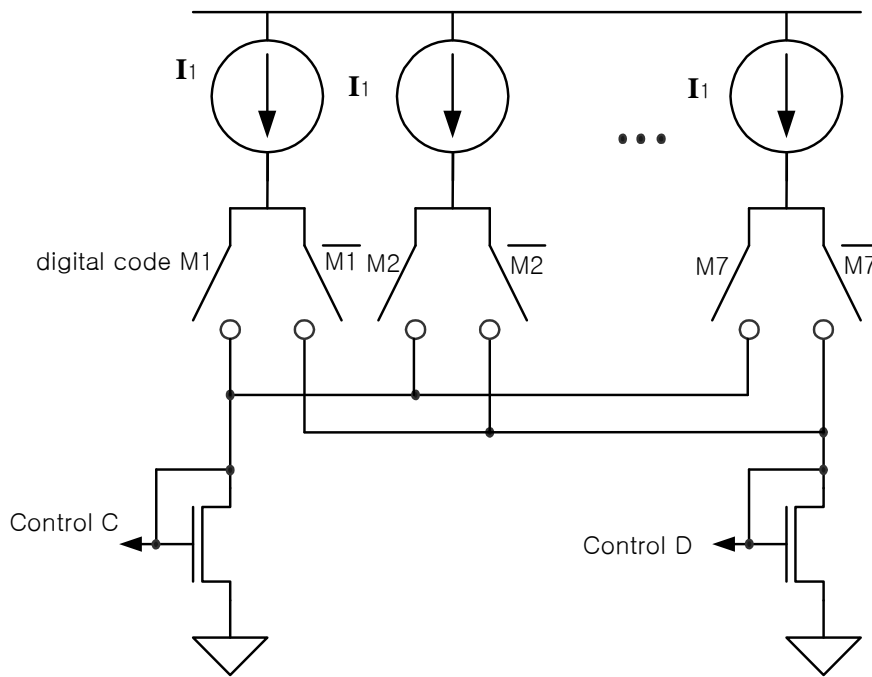 I1
I1
I1
digital code M1
M1
M2
M2
M7
M7
Control C
Control D